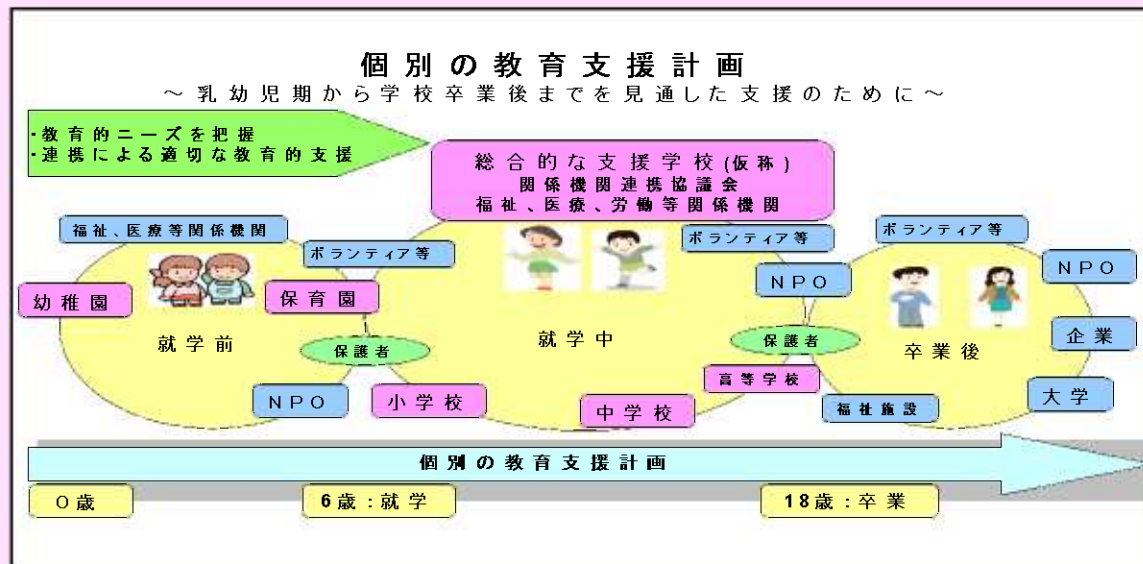 個別の教育支援計画
～乳幼児期から学校卒業後までを見通した支援のために～
・教育的ニーズを把握
・連携による適切な教育的支援
総合的な支援学校(仮称)
関係機関連携協議会
福祉、医療、労働等関係機関
福祉、医療等関係機関
ボランティア等
ボランティア等
ボランティア等
幼稚園
保育園
NPO
NPO
就学前
保護者
就学中
保護者
卒業後
企業
NPO
小学校
中学校
高等学校
福祉施設
大学
個別の教育支援計画
0歳
6歳:就学
18歳:卒業